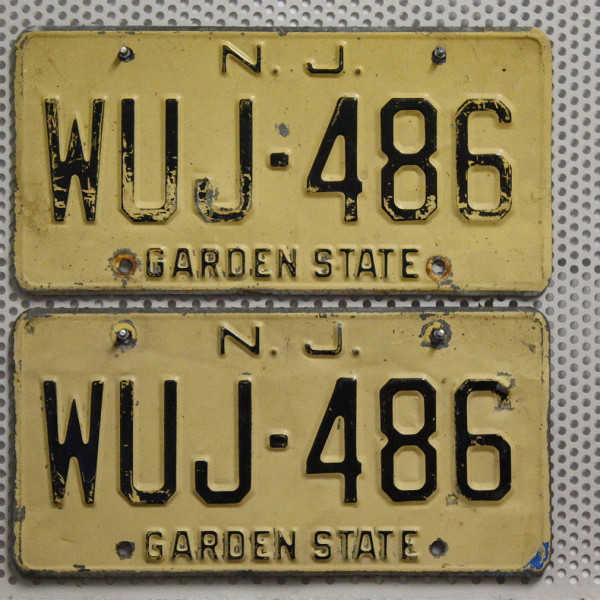 N. J.
WUJ-486
GARDEN STATE
N. J.
WUJ-486
GARDEN STATE